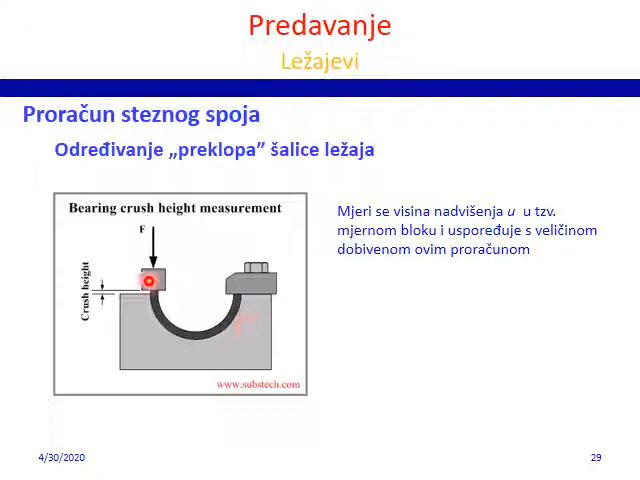 Predavanje
Ležajevi
Proračun steznog spoja
Određivanje „preklopa” šalice ležaja
Bearing crush height measurement
F
Crush height
www.substech.com
Mjeri se visina nadvišenja u u tzv.
mjernom bloku i uspoređuje s veličinom
dobivenom ovim proračunom
4/30/2020
29